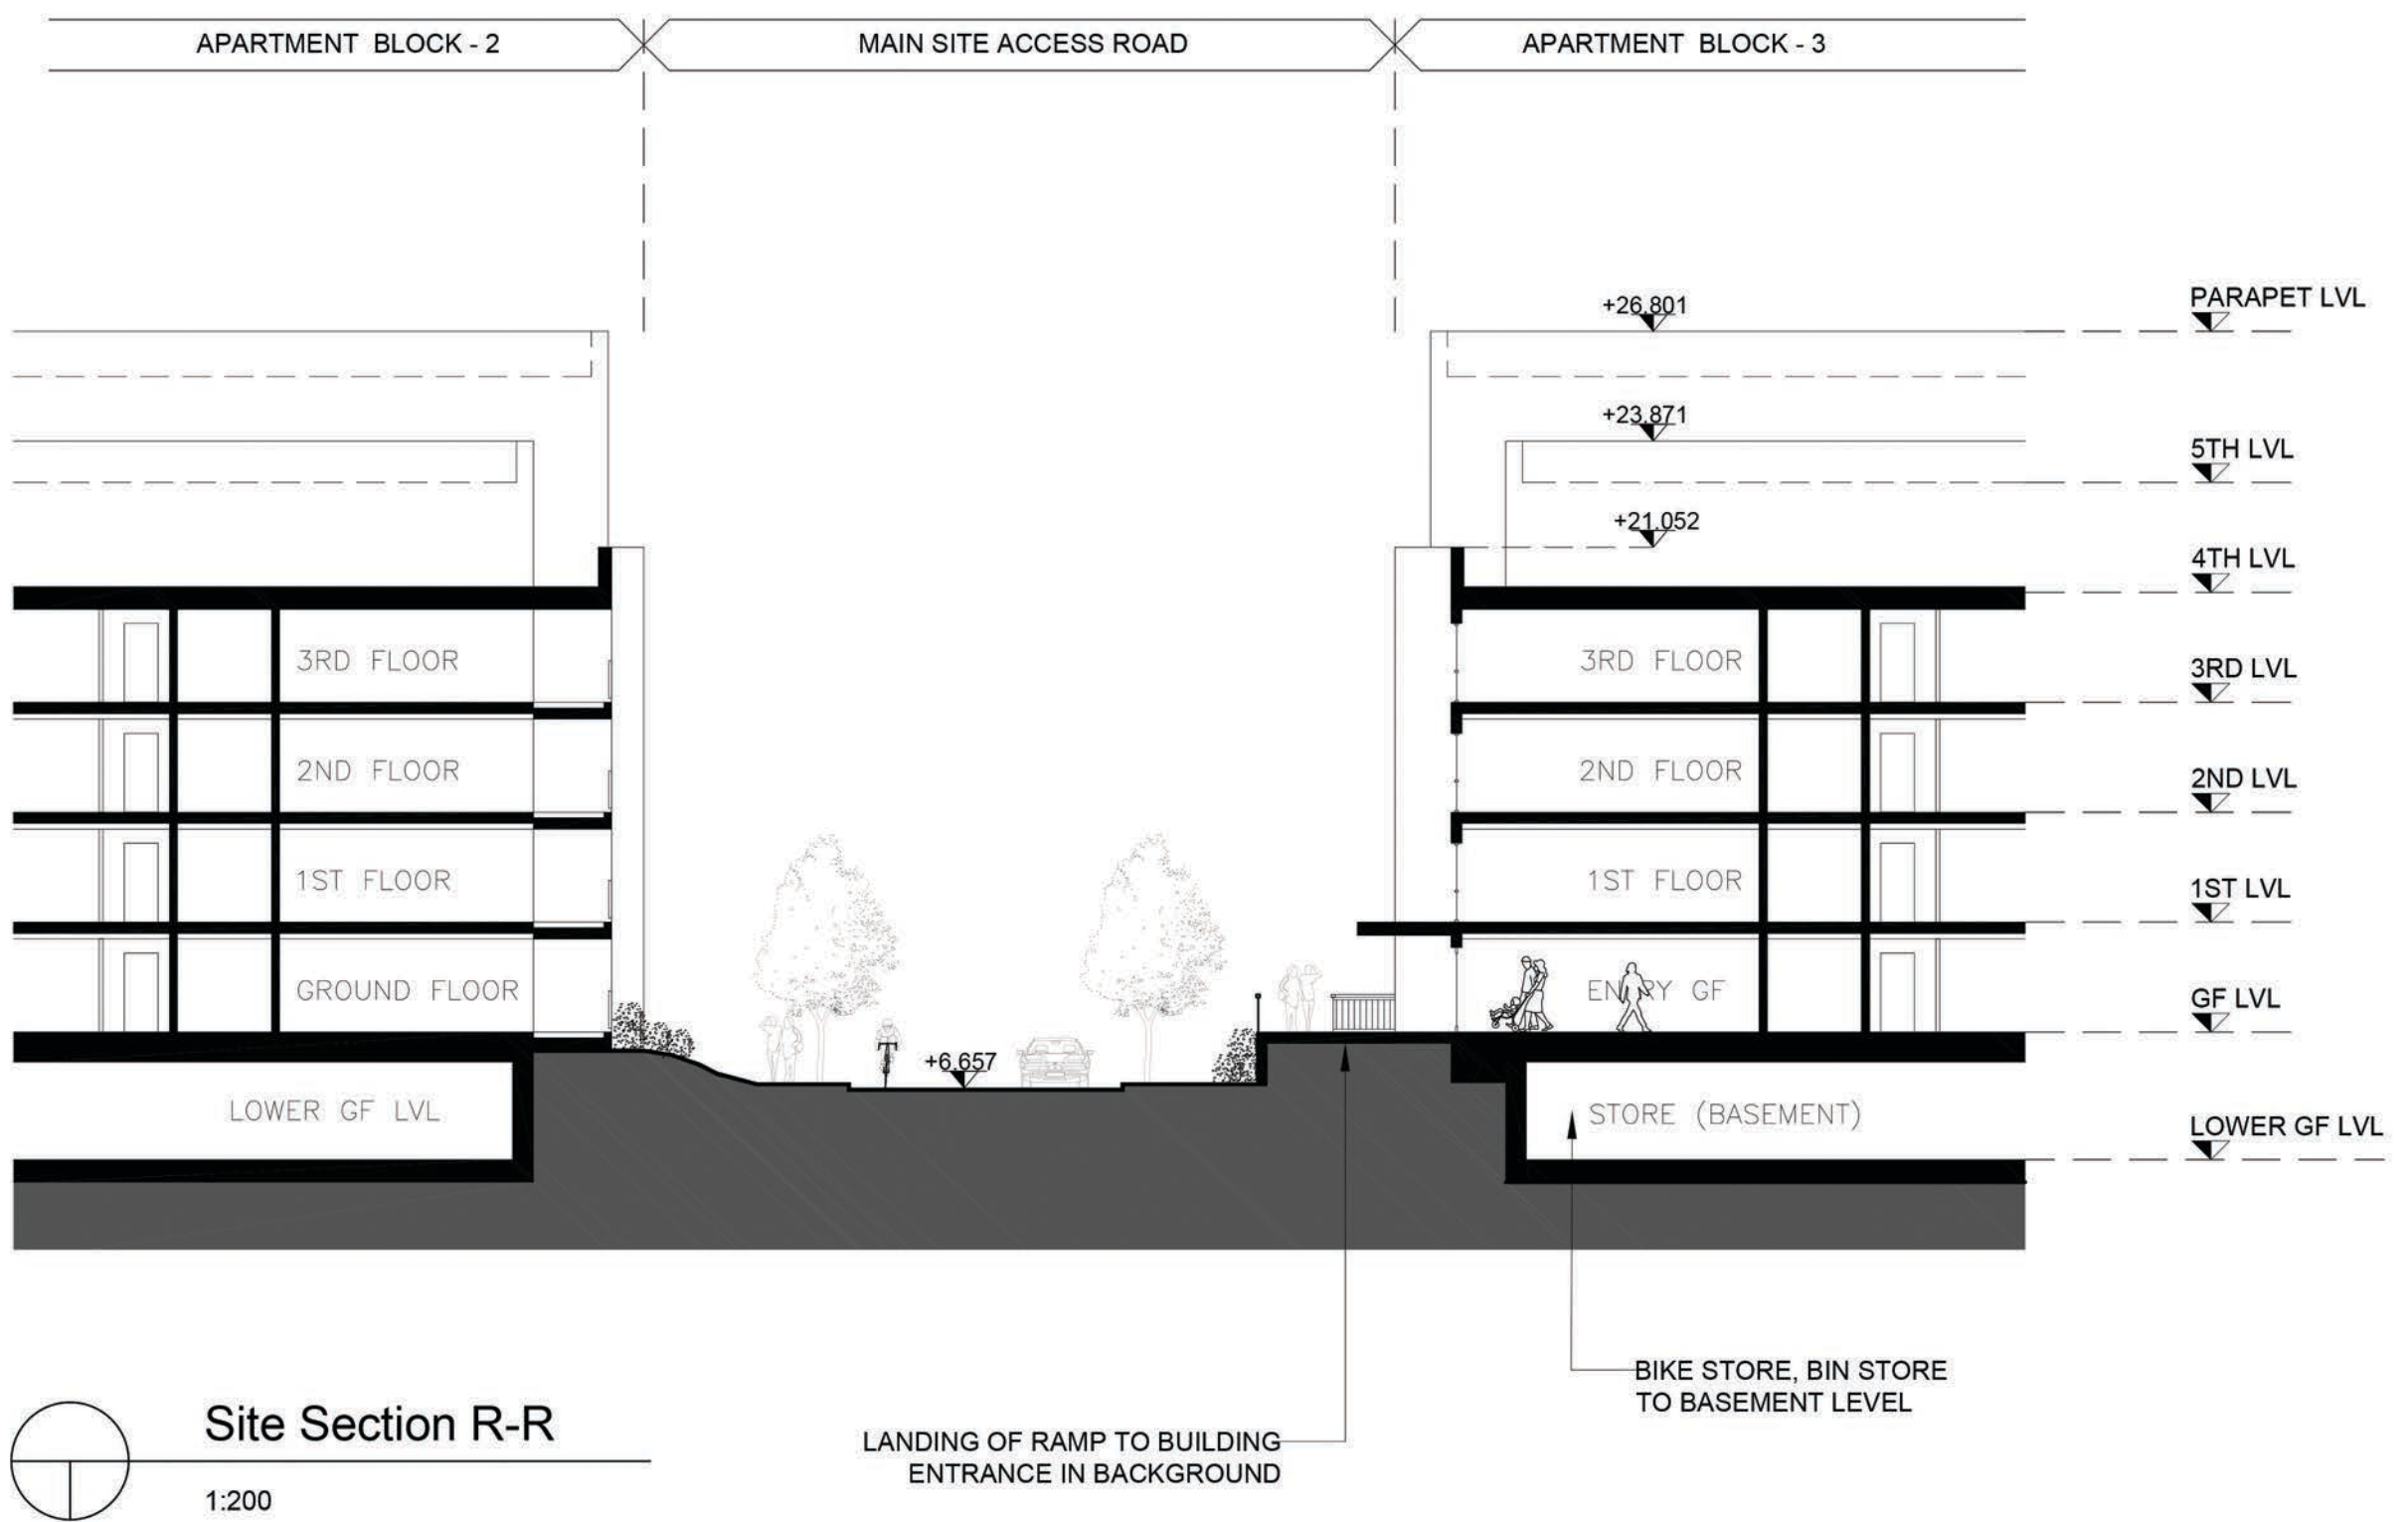 APARTMENT BLOCK - 2
MAIN SITE ACCESS ROAD
APARTMENT BLOCK - 3
+26.801
PARAPET LVL
+23.871
5TH LVL
+21.052
4TH LVL
3RD FLOOR
3RD FLOOR
3RD LVL
2ND FLOOR
2ND FLOOR
2ND LVL
1ST FLOOR
1ST FLOOR
1ST LVL
GROUND FLOOR
ENTRY GF
GF LVL
+6.657
LOWER GF LVL
STORE (BASEMENT)
LOWER GF LVL
BIKE STORE, BIN STORE
TO BASEMENT LEVEL
LANDING OF RAMP TO BUILDING
ENTRANCE IN BACKGROUND
Site Section R-R
1:200